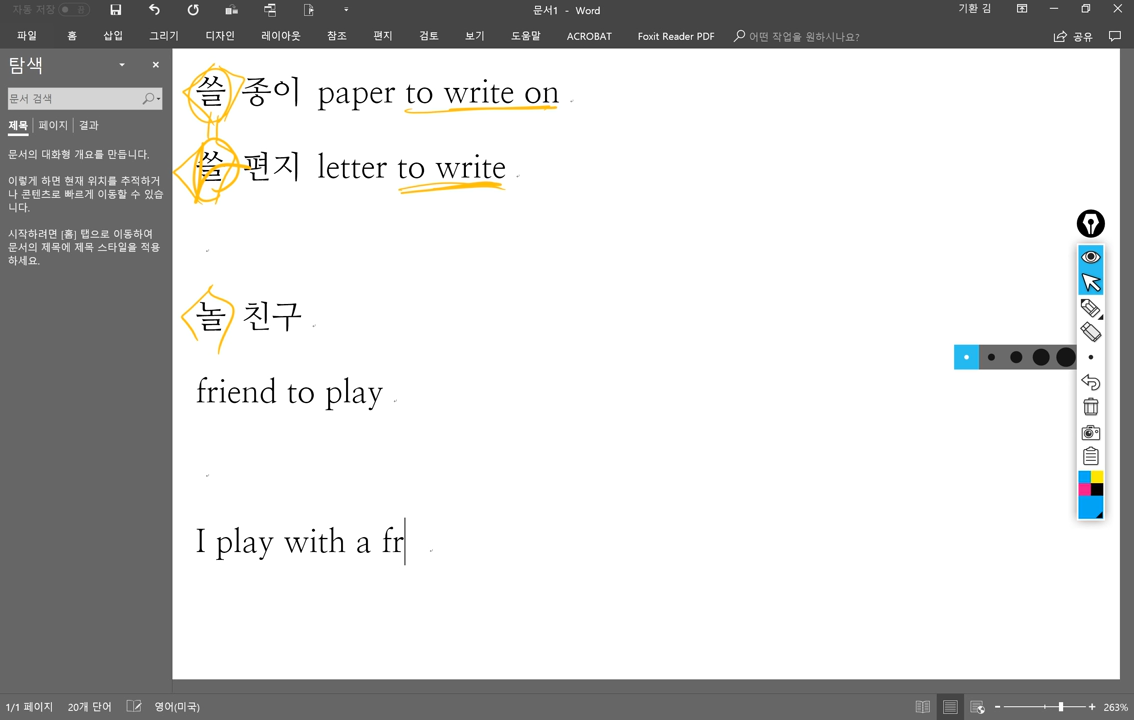 자동 저장
문서1 - Word
기환 김
파일 홈 삽입 그리기 디자인 레이아웃 참조 편지 검토 보기 도움말 ACROBAT Foxit Reader PDF 어떤 작업을 원하시나요? 공유
탐색
문서 검색
제목 페이지 결과
문서의 대화형 개요를 만듭니다.
이렇게 하면 현재 위치를 추적하거
나 콘텐츠로 빠르게 이동할 수 있습
니다.
시작하려면 [홈] 탭으로 이동하여
문서의 제목에 제목 스타일을 적용
하세요.
쓸 종이 paper to write on
쓸 편지 letter to write
놀 친구
friend to play
I play with a fr
1/1 페이지 20개 단어 영어(미국) 263%